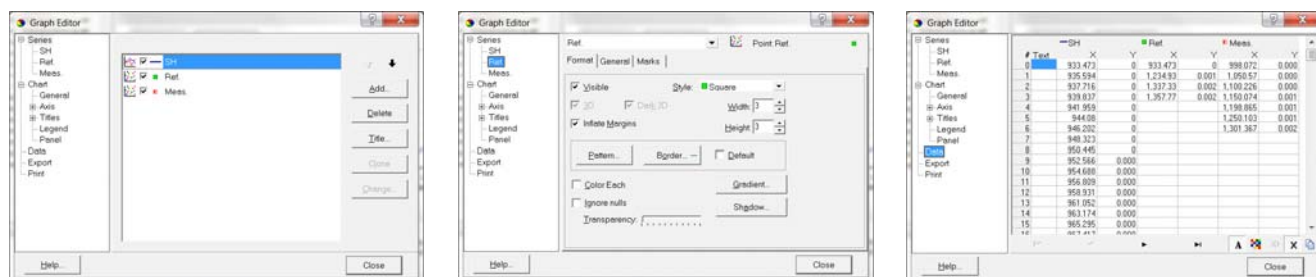 Graph Editor
Series
SH
Ref.
Meas.
Chart
General
Axis
Titles
Legend
Panel
Data
Export
Print
SH
Ref.
Meas.
Add...
Delete
Title...
Clone
Change...
Help...
Close
Graph Editor
Series
SH
Ref.
Meas.
Chart
General
Axis
Titles
Legend
Panel
Data
Export
Print
Ref.
Point: Ref.
Format General Marks
Visible
Style: Square
3D
Dark 3D
Width: 3
Inflate Margins
Height: 3
Pattern...
Border...
Default
Color Each
Gradient...
Ignore nulls
Shadow...
Transparency:
Help...
Close
Graph Editor
Series
SH
Ref.
Meas.
Chart
General
Axis
Titles
Legend
Panel
Data
Export
Print
SH Ref. Meas.
# Text X Y X Y X Y
0 933.473 0 933.473 0 998.072 0.000
1 935.594 0 1,234.93 0.001 1,050.57 0.000
2 937.716 0 1,337.33 0.002 1,100.226 0.000
3 939.837 0 1,357.77 0.002 1,150.074 0.001
4 941.959 0 1,198.865 0.001
5 944.08 0 1,250.103 0.001
6 946.202 0 1,301.367 0.002
7 948.323 0
8 950.445 0
9 952.566 0.000
10 954.688 0.000
11 956.809 0.000
12 958.931 0.000
13 961.052 0.000
14 963.174 0.000
15 965.295 0.000
16 967.417 0.000
A X
Help...
Close